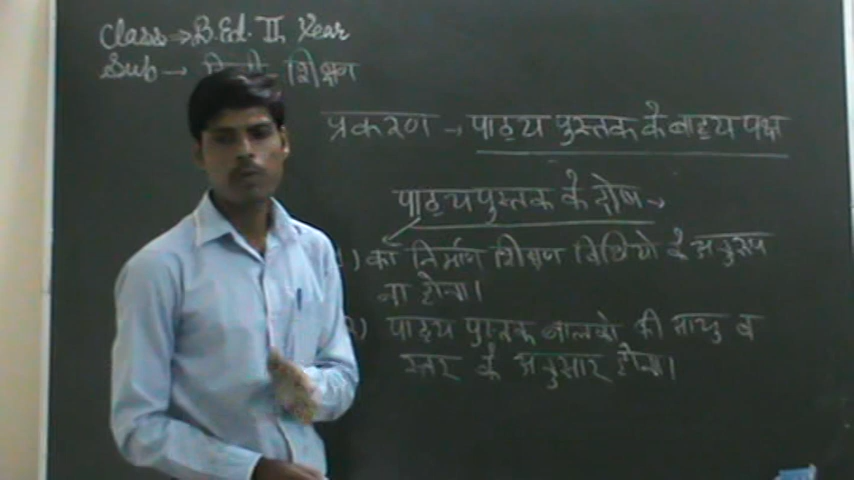 Class → B.Ed. II Year
Sub → हिन्दी शिक्षण
प्रकरण → पाठ्य पुस्तक के बाह्य पक्ष
पाठ्यपुस्तक के दोष →
1) का निर्माण शिक्षण विधियो के अनुरूप
ना होना।
2) पाठ्य पुस्तक बालको की आयु व
स्तर के अनुसार होना।